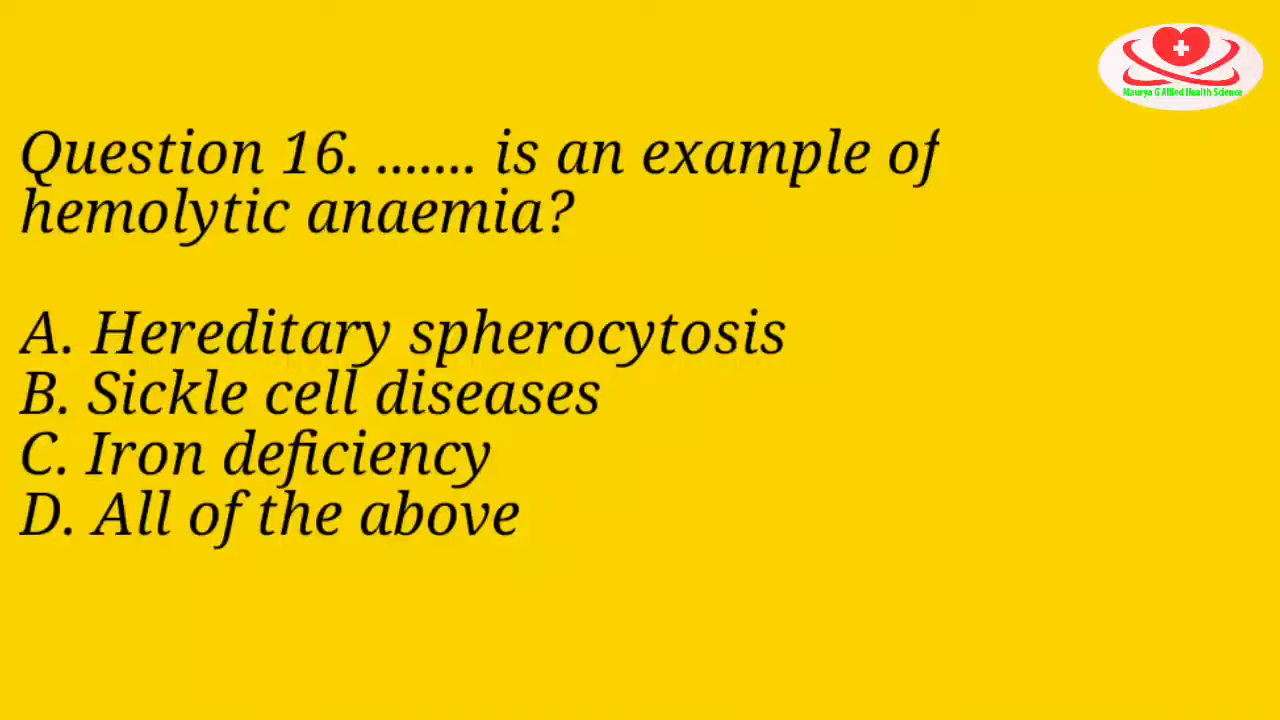 Maurya G Allied Health Science
Question 16. ....... is an example of
hemolytic anaemia?
A. Hereditary spherocytosis
B. Sickle cell diseases
C. Iron deficiency
D. All of the above